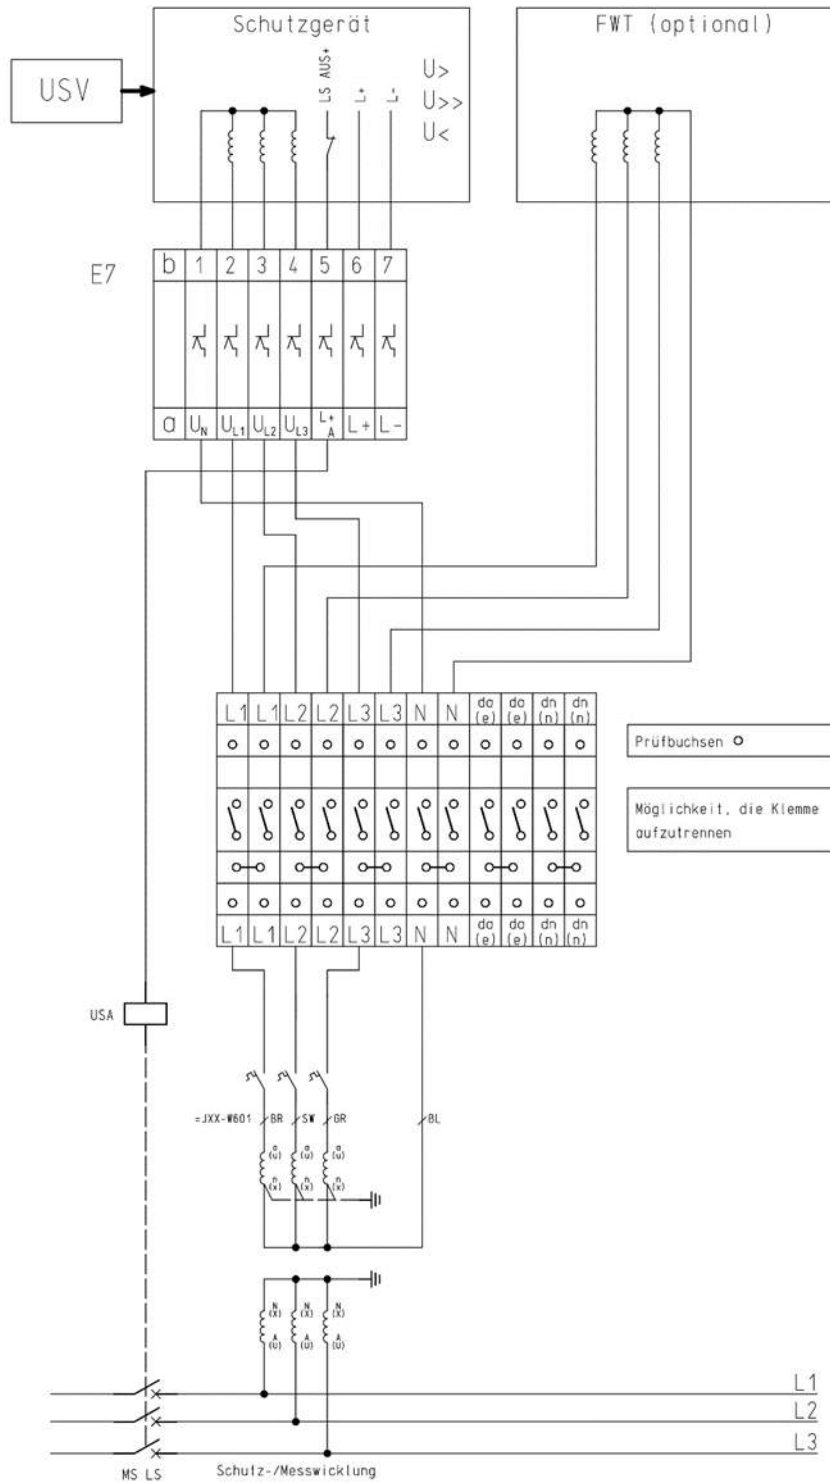 Schutzgerät
FWT (optional)
USV
LS AUS+
L+
L-
U>
U>>
U<
E7
b 1 2 3 4 5 6 7
a UN UL1 UL2 UL3 L+A L+ L-
L1 L1 L2 L2 L3 L3 N N da (e) da (e) dn (n) dn (n)
Prüfbuchsen
Möglichkeit, die Klemme
aufzutrennen
L1 L1 L2 L2 L3 L3 N N da (e) da (e) dn (n) dn (n)
USA
=JXX-W601 BR SW GR BL
a (u) a (u) a (u)
n (x) n (x) n (x)
N (X) N (X) N (X)
A (U) A (U) A (U)
L1
L2
L3
MS LS
Schutz-/Messwicklung